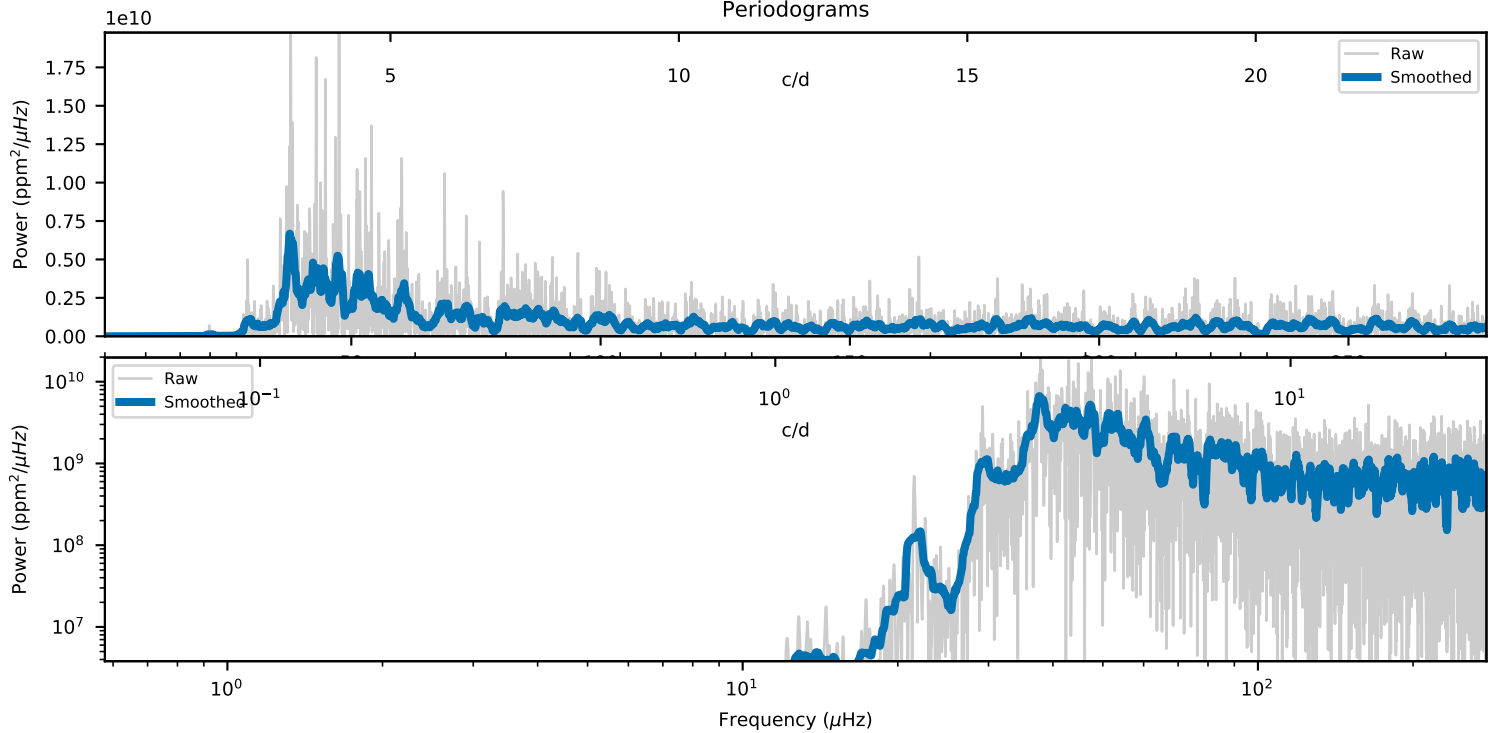 Periodograms
1e10
Raw
Smoothed
5 10 15 20
c/d
1.75
1.50
1.25
1.00
0.75
0.50
0.25
0.00
Power (ppm²/μHz)
Raw
Smoothed
10⁻¹ 10⁰ 10¹
c/d
10¹⁰
10⁹
10⁸
10⁷
Power (ppm²/μHz)
10⁰ 10¹ 10²
Frequency (μHz)